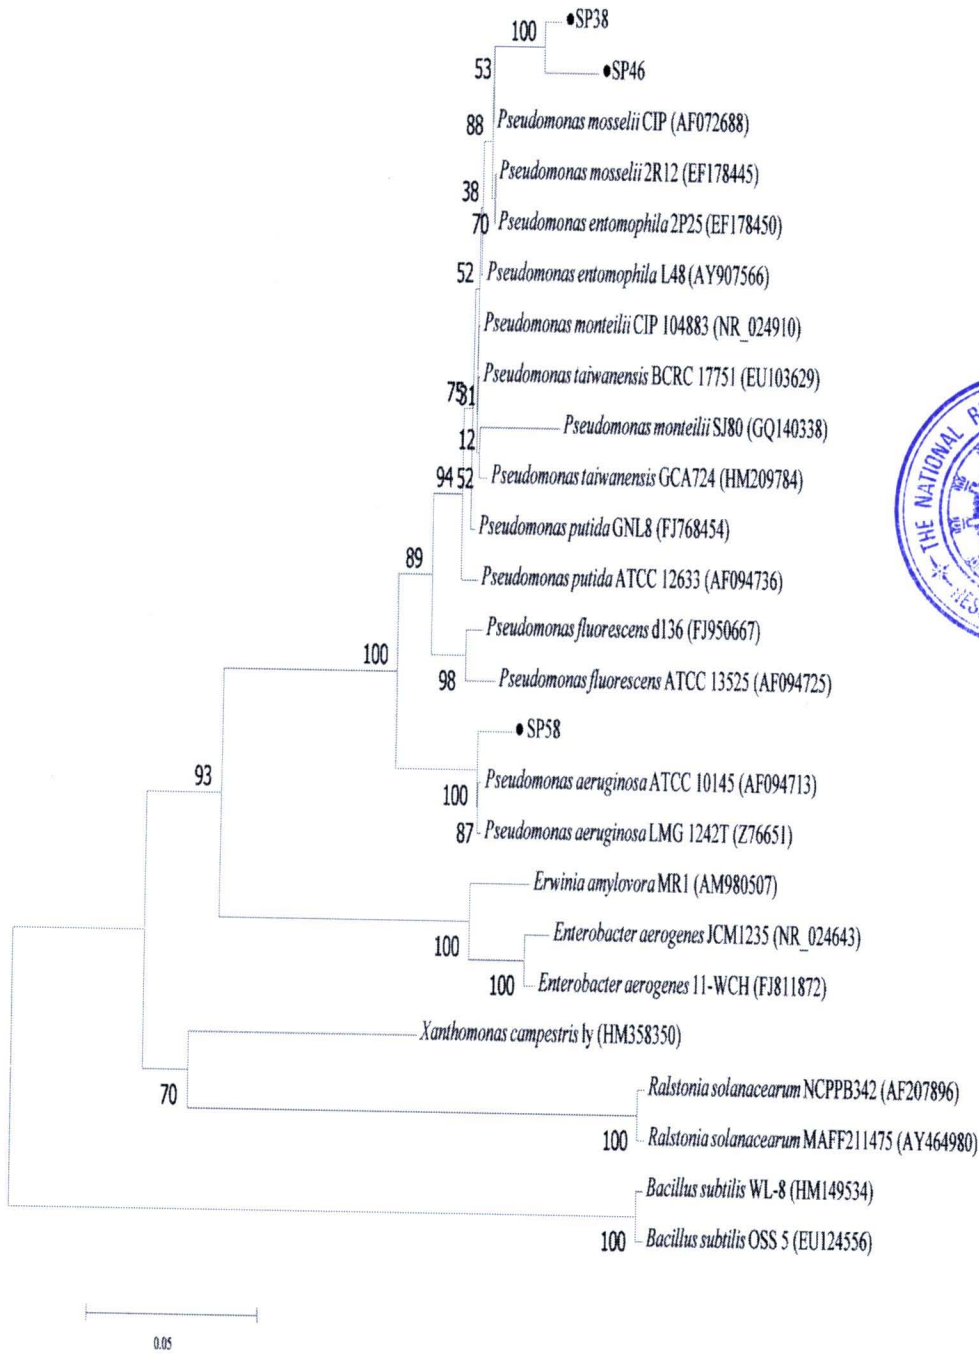 100
●SP38
53
●SP46
88
Pseudomonas mosselii CIP (AF072688)
Pseudomonas mosselii 2R12 (EF178445)
38
70
Pseudomonas entomophila 2P25 (EF178450)
52
Pseudomonas entomophila L48 (AY907566)
Pseudomonas monteilii CIP 104883 (NR_024910)
Pseudomonas taiwanensis BCRC 17751 (EU103629)
75
31
Pseudomonas monteilii SJ80 (GQ140338)
12
94
52
Pseudomonas taiwanensis GCA724 (HM209784)
Pseudomonas putida GNL8 (FJ768454)
89
Pseudomonas putida ATCC 12633 (AF094736)
Pseudomonas fluorescens d136 (FJ950667)
100
98
Pseudomonas fluorescens ATCC 13525 (AF094725)
●SP58
93
Pseudomonas aeruginosa ATCC 10145 (AF094713)
100
87
Pseudomonas aeruginosa LMG 1242T (Z76651)
Erwinia amylovora MR1 (AM980507)
100
Enterobacter aerogenes JCM1235 (NR_024643)
100
Enterobacter aerogenes 11-WCH (FJ811872)
Xanthomonas campestris ly (HM358350)
70
Ralstonia solanacearum NCPPB342 (AF207896)
100
Ralstonia solanacearum MAFF211475 (AY464980)
Bacillus subtilis WL-8 (HM149534)
100
Bacillus subtilis OSS 5 (EU124556)
0.05
THE NATIONAL